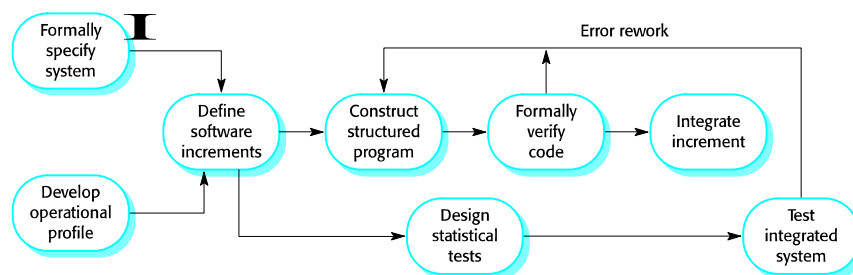 Formally
specify
system
I
Error rework
Define
software
increments
Construct
structured
program
Formally
verify
code
Integrate
increment
Develop
operational
profile
Design
statistical
tests
Test
integrated
system